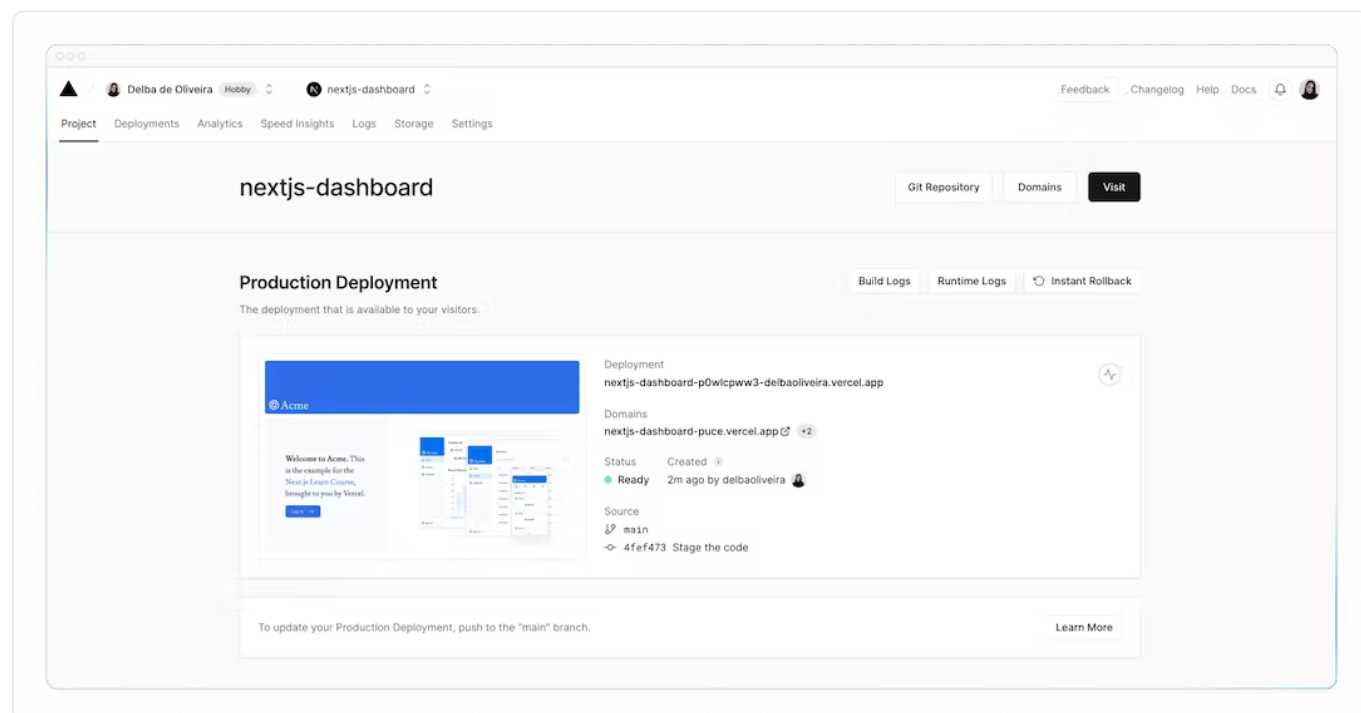 Delba de Oliveira Hobby nextjs-dashboard Feedback Changelog Help Docs
Project Deployments Analytics Speed Insights Logs Storage Settings
nextjs-dashboard Git Repository Domains Visit
Production Deployment Build Logs Runtime Logs Instant Rollback
The deployment that is available to your visitors.
Acme
Welcome to Acme. This
is the example for the
Next.js Learn Course,
brought to you by Vercel.
Log in
Deployment
nextjs-dashboard-p0wlcpww3-delbaoliveira.vercel.app
Domains
nextjs-dashboard-puce.vercel.app +2
Status Created
Ready 2m ago by delbaoliveira
Source
main
4fef473 Stage the code
To update your Production Deployment, push to the "main" branch. Learn More